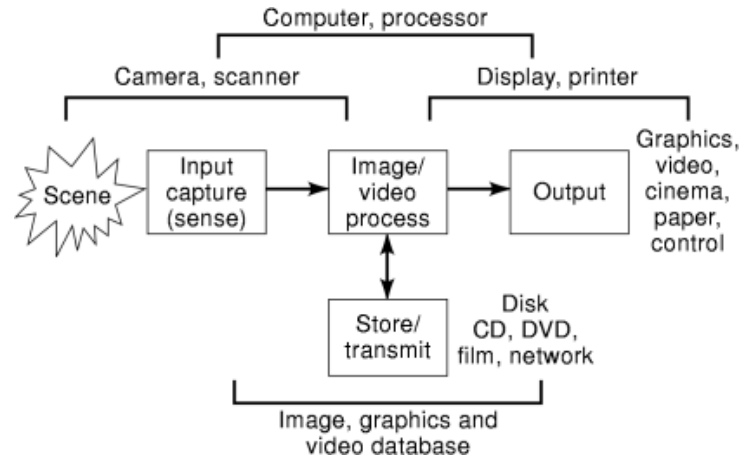 Computer, processor
Camera, scanner
Display, printer
Scene
Input
capture
(sense)
Image/
video
process
Output
Graphics,
video,
cinema,
paper,
control
Store/
transmit
Disk
CD, DVD,
film, network
Image, graphics and
video database